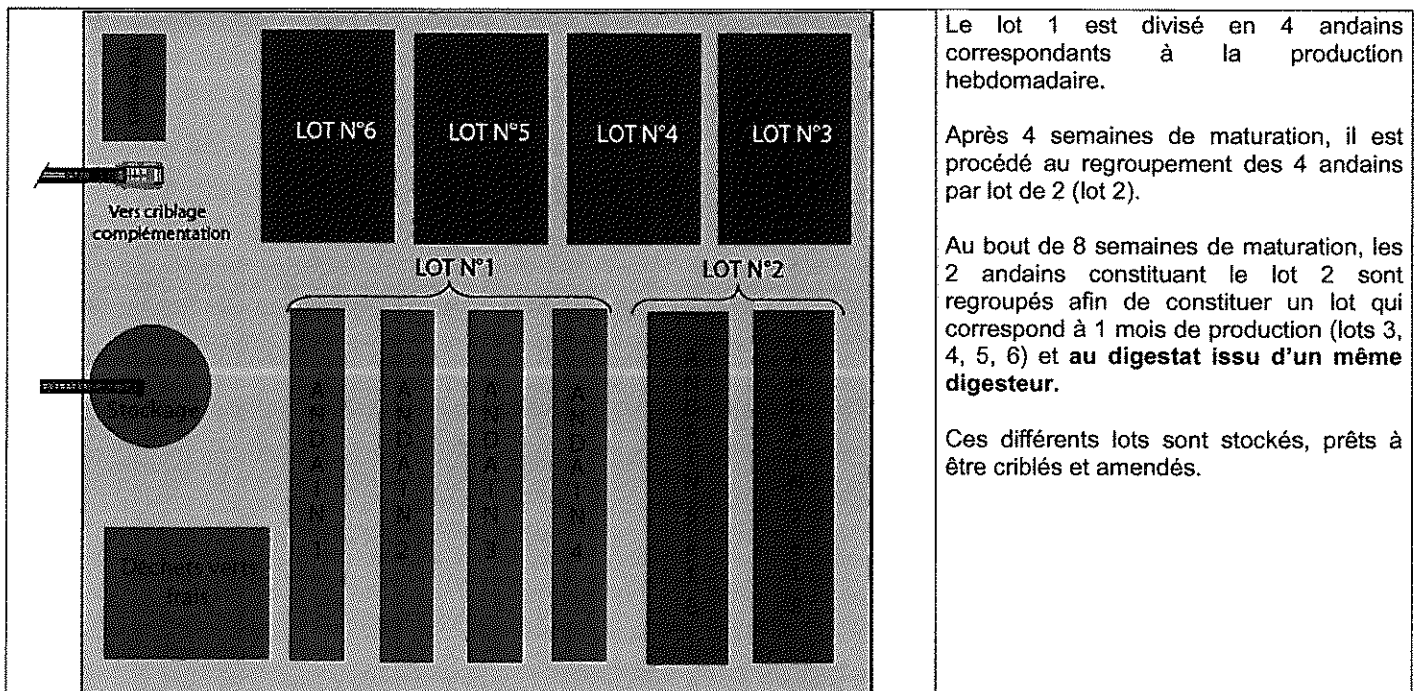 LOT N°6
LOT N°5
LOT N°4
LOT N°3
Vers criblage
complémentation
LOT N°1
LOT N°2
Stockage
ANDAIN 1
ANDAIN 2
ANDAIN 3
ANDAIN 4
Déchets verts
frais
Le lot 1 est divisé en 4 andains
correspondants à la production
hebdomadaire.
Après 4 semaines de maturation, il est
procédé au regroupement des 4 andains
par lot de 2 (lot 2).
Au bout de 8 semaines de maturation, les
2 andains constituant le lot 2 sont
regroupés afin de constituer un lot qui
correspond à 1 mois de production (lots 3,
4, 5, 6) et au digestat issu d'un même
digesteur.
Ces différents lots sont stockés, prêts à
être criblés et amendés.